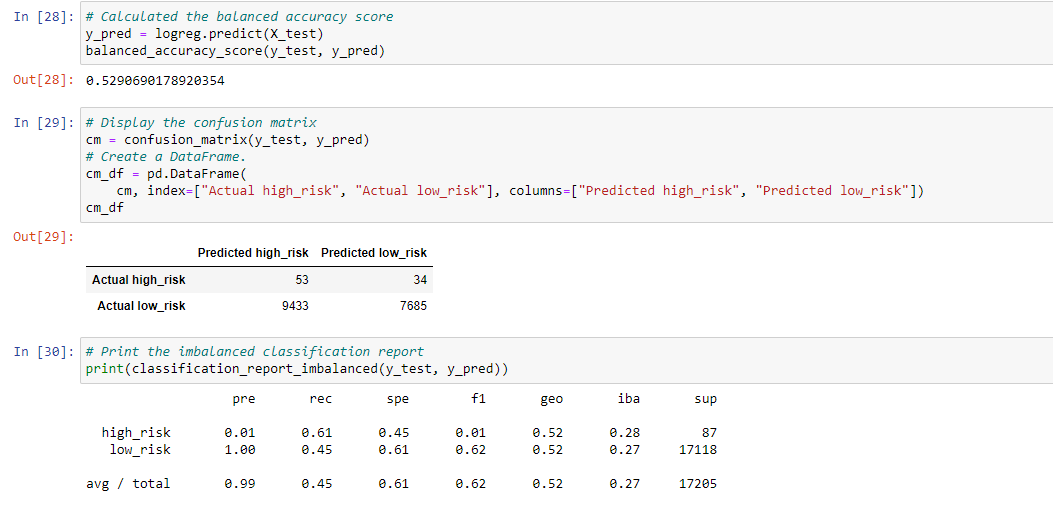 In [28]: # Calculated the balanced accuracy score
y_pred = logreg.predict(X_test)
balanced_accuracy_score(y_test, y_pred)
Out[28]: 0.5290690178920354
In [29]: # Display the confusion matrix
cm = confusion_matrix(y_test, y_pred)
# Create a DataFrame.
cm_df = pd.DataFrame(
    cm, index=["Actual high_risk", "Actual low_risk"], columns=["Predicted high_risk", "Predicted low_risk"])
cm_df
Out[29]:
Predicted high_risk Predicted low_risk
Actual high_risk 53 34
Actual low_risk 9433 7685
In [30]: # Print the imbalanced classification report
print(classification_report_imbalanced(y_test, y_pred))
pre rec spe f1 geo iba sup
high_risk 0.01 0.61 0.45 0.01 0.52 0.28 87
low_risk 1.00 0.45 0.61 0.62 0.52 0.27 17118
avg / total 0.99 0.45 0.61 0.62 0.52 0.27 17205